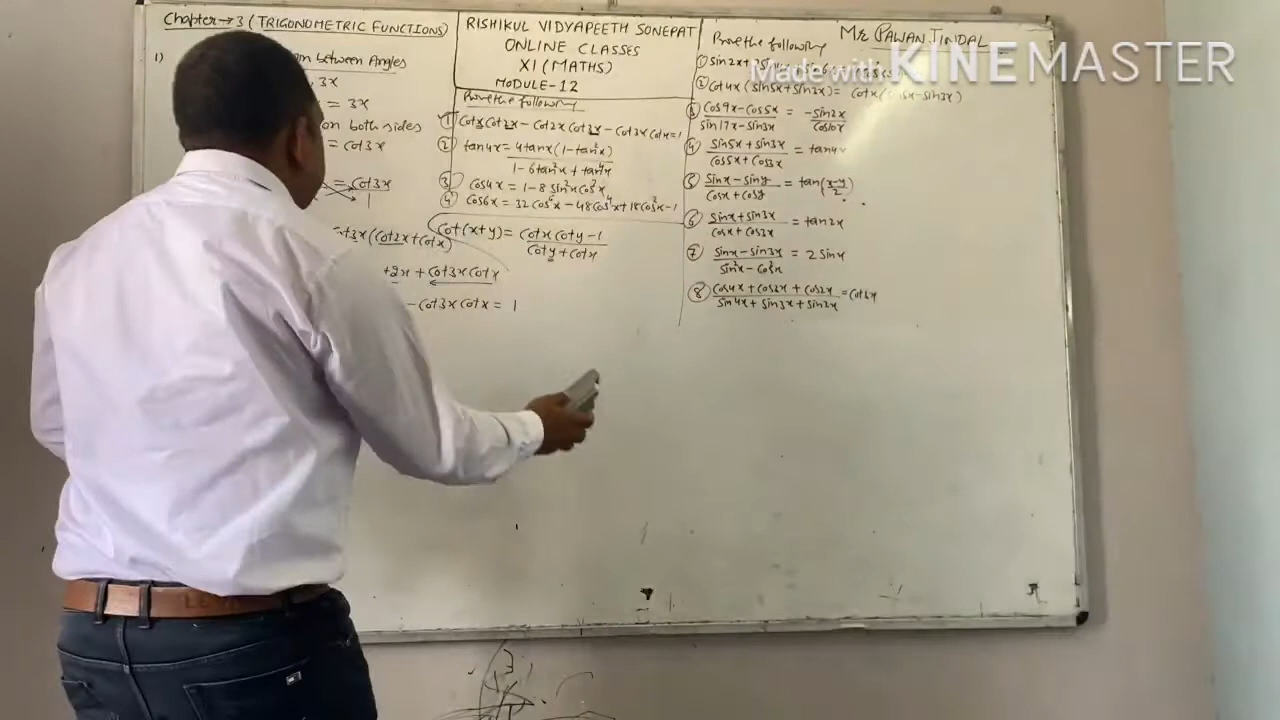 Chapter → 3 (TRIGONOMETRIC FUNCTIONS)
1)
between Angles
3x
= 3x
on both sides
= cot3x
= cot3x
1
cot3x(cot2x+cotx)
+ cot3x cotx
- cot3x cotx = 1
RISHIKUL VIDYAPEETH SONEPAT
ONLINE CLASSES
XI (MATHS)
MODULE-12
Prove the following
① cotx cot2x - cot2x cot3x - cot3x cotx = 1
② tan4x = 4tanx(1-tan²x)
1-6tan²x + tan⁴x
③ cos4x = 1-8 sin²x cos²x
④ cos6x = 32 cos⁶x - 48cos⁴x + 18cos²x - 1
cot(x+y) = cotx coty - 1
coty + cotx
Mr PAWAN JINDAL
Made with KINEMASTER
Prove the following
① sin2x +
② cot4x (sin5x + sin3x) = cotx(sin5x - sin3x)
③ cos9x - cos5x = -sin2x
sin17x - sin3x cos10x
④ sin5x + sin3x = tan4x
cos5x + cos3x
⑤ sinx - siny = tan(x-y)
cosx + cosy 2
⑥ sinx + sin3x = tan2x
cosx + cos3x
⑦ sinx - sin3x = 2 sinx
sin²x - cos²x
⑧ cos4x + cos3x + cos2x = cot3x
sin4x + sin3x + sin2x